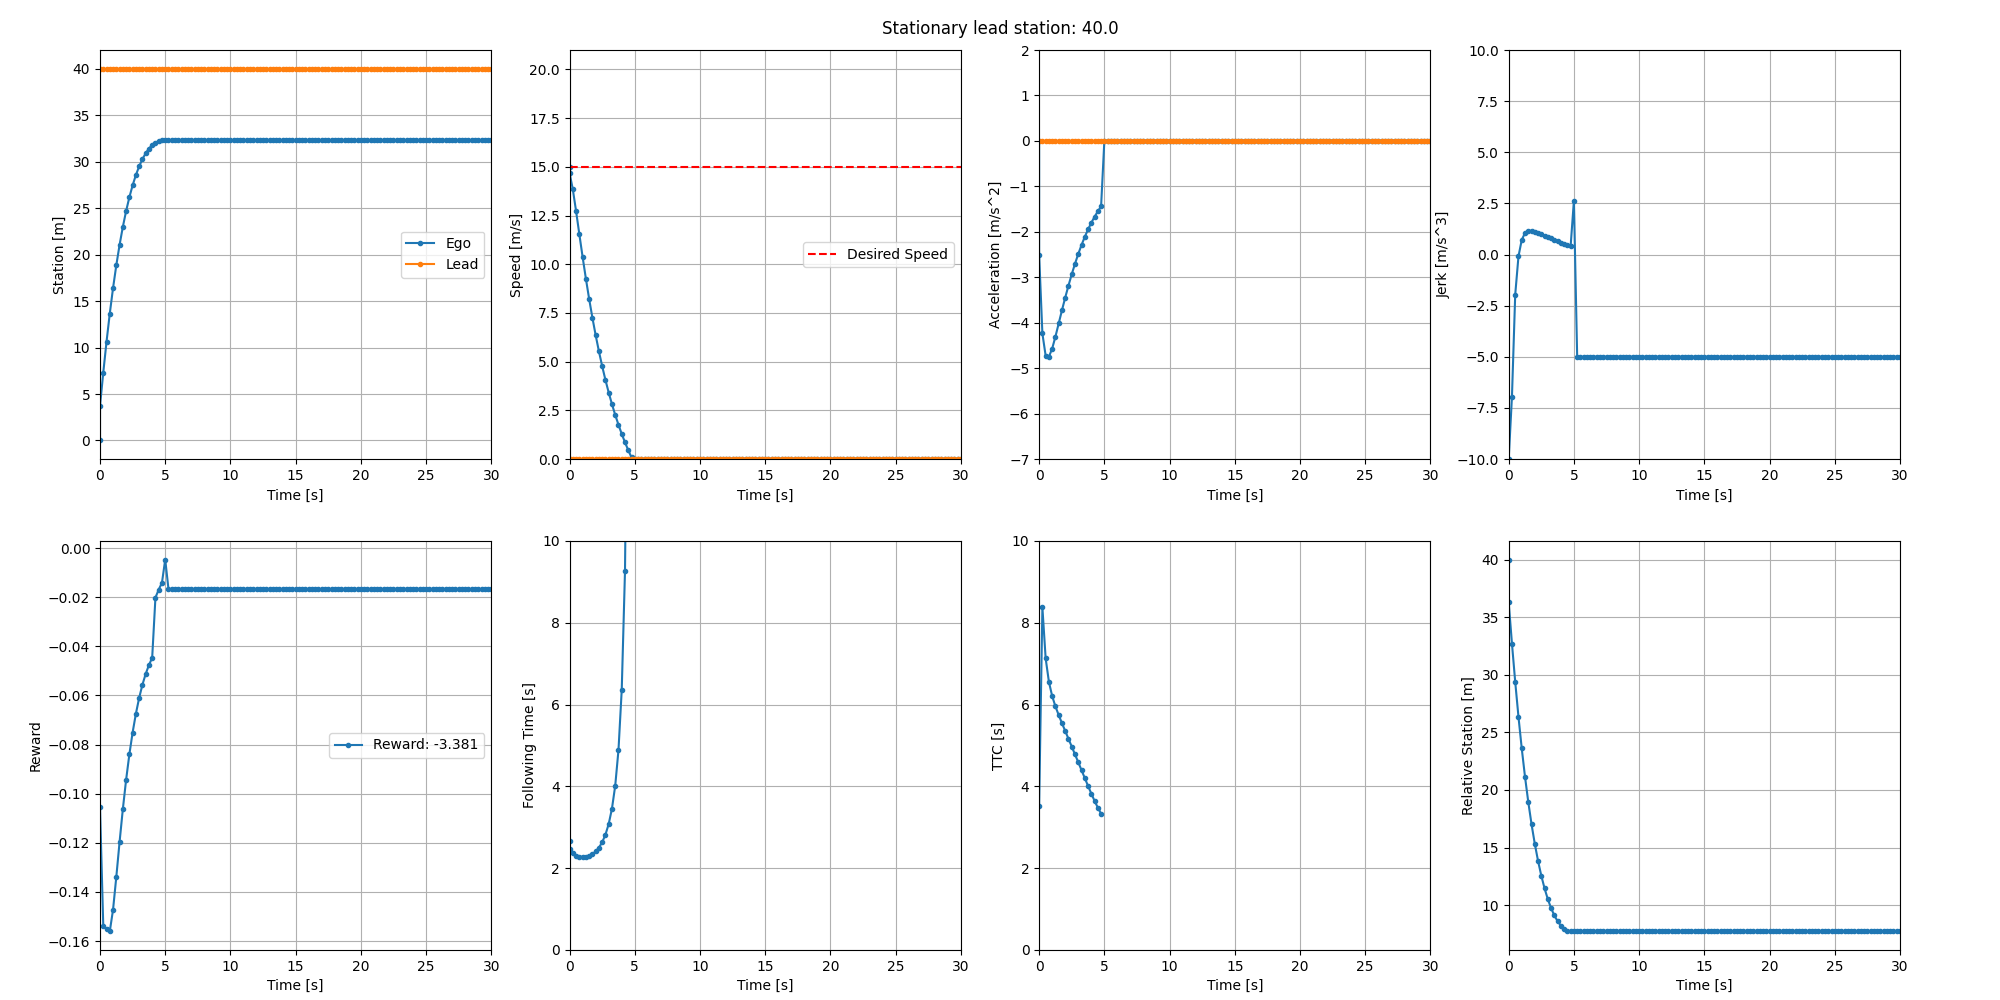 Stationary lead station: 40.0
Station [m]
40
35
30
25
20
15
10
5
0
Ego
Lead
0 5 10 15 20 25 30
Time [s]
Speed [m/s]
20.0
17.5
15.0
12.5
10.0
7.5
5.0
2.5
0.0
Desired Speed
0 5 10 15 20 25 30
Time [s]
Acceleration [m/s^2]
2
1
0
−1
−2
−3
−4
−5
−6
−7
0 5 10 15 20 25 30
Time [s]
Jerk [m/s^3]
10.0
7.5
5.0
2.5
0.0
−2.5
−5.0
−7.5
−10.0
0 5 10 15 20 25 30
Time [s]
Reward
0.00
−0.02
−0.04
−0.06
−0.08
−0.10
−0.12
−0.14
−0.16
Reward: -3.381
0 5 10 15 20 25 30
Time [s]
Following Time [s]
10
8
6
4
2
0
0 5 10 15 20 25 30
Time [s]
TTC [s]
10
8
6
4
2
0
0 5 10 15 20 25 30
Time [s]
Relative Station [m]
40
35
30
25
20
15
10
0 5 10 15 20 25 30
Time [s]